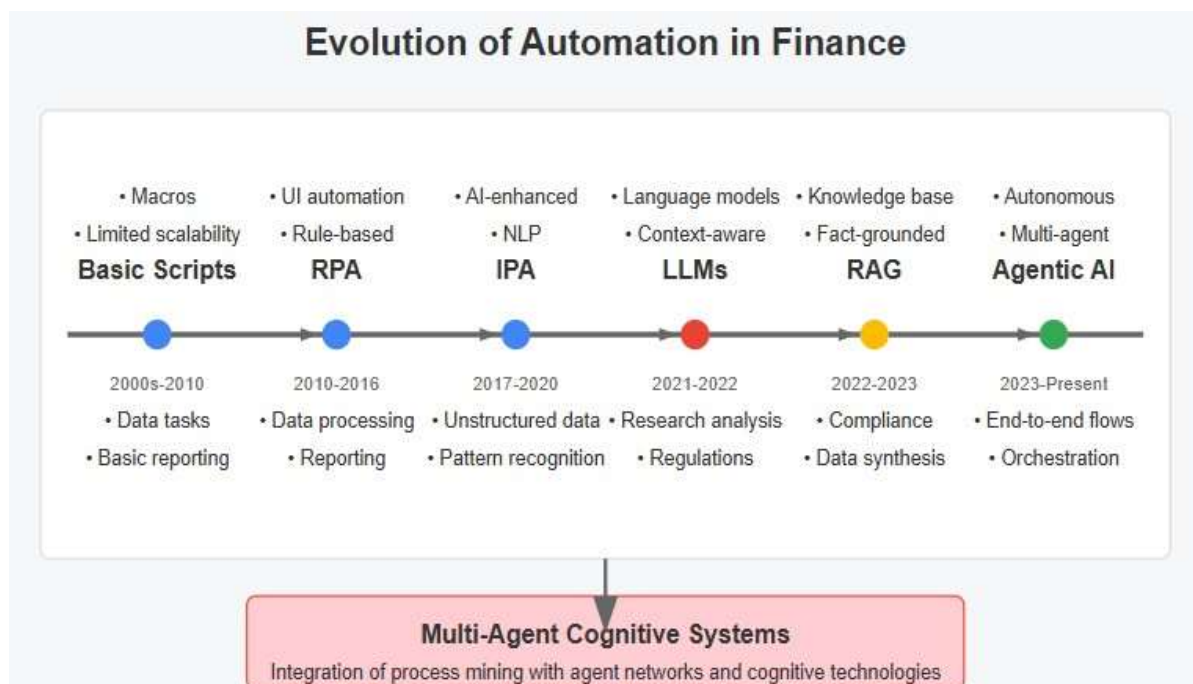 Evolution of Automation in Finance
• Macros • UI automation • AI-enhanced • Language models • Knowledge base • Autonomous
• Limited scalability • Rule-based • NLP • Context-aware • Fact-grounded • Multi-agent
Basic Scripts RPA IPA LLMs RAG Agentic AI
2000s-2010 2010-2016 2017-2020 2021-2022 2022-2023 2023-Present
• Data tasks • Data processing • Unstructured data • Research analysis • Compliance • End-to-end flows
• Basic reporting • Reporting • Pattern recognition • Regulations • Data synthesis • Orchestration
Multi-Agent Cognitive Systems
Integration of process mining with agent networks and cognitive technologies